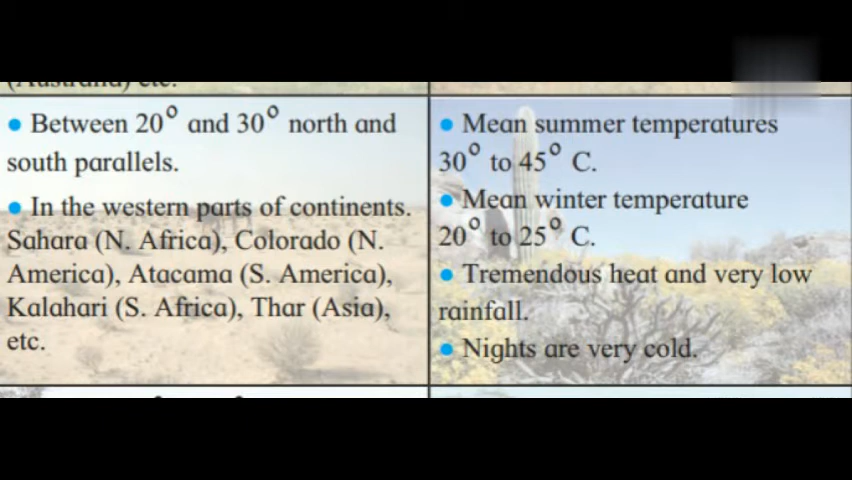 (Australia) etc.
• Between 20° and 30° north and
south parallels.
• In the western parts of continents.
Sahara (N. Africa), Colorado (N.
America), Atacama (S. America),
Kalahari (S. Africa), Thar (Asia),
etc.
• Mean summer temperatures
30° to 45° C.
• Mean winter temperature
20° to 25° C.
• Tremendous heat and very low
rainfall.
• Nights are very cold.